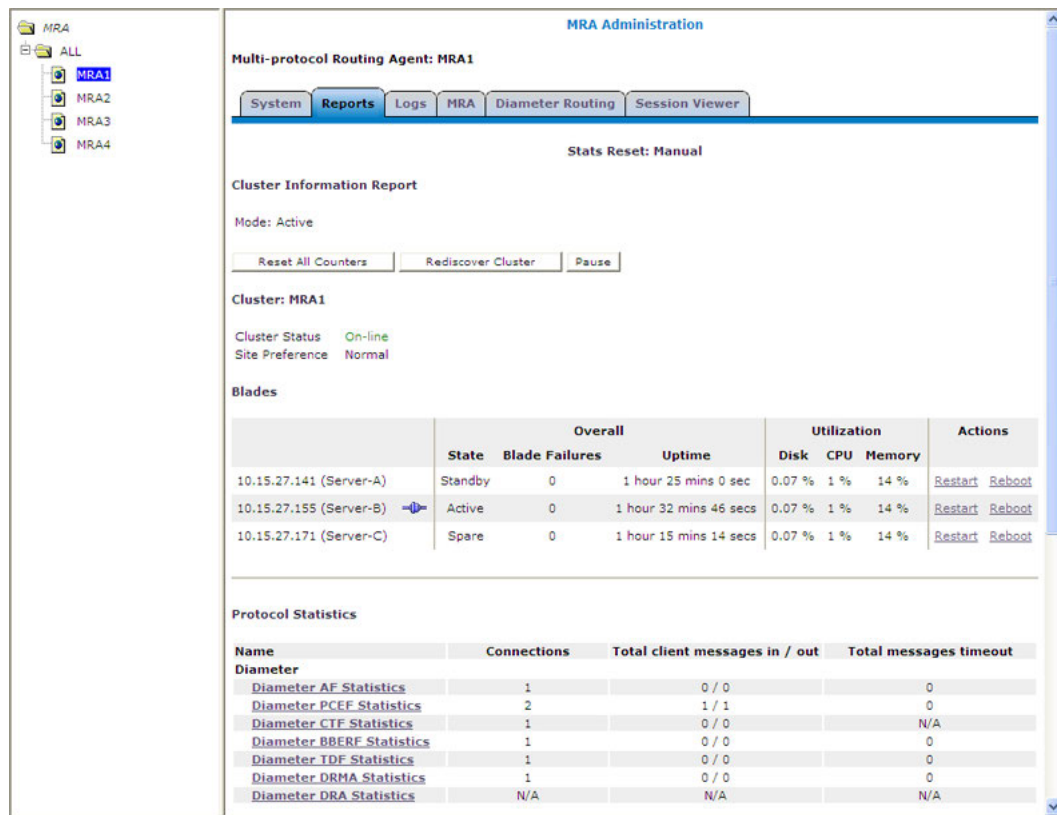 MRA
ALL
MRA1
MRA2
MRA3
MRA4
MRA Administration
Multi-protocol Routing Agent: MRA1
System Reports Logs MRA Diameter Routing Session Viewer
Stats Reset: Manual
Cluster Information Report
Mode: Active
Reset All Counters Rediscover Cluster Pause
Cluster: MRA1
Cluster Status On-line
Site Preference Normal
Blades
Overall Utilization Actions
State Blade Failures Uptime Disk CPU Memory
10.15.27.141 (Server-A) Standby 0 1 hour 25 mins 0 sec 0.07 % 1 % 14 % Restart Reboot
10.15.27.155 (Server-B) Active 0 1 hour 32 mins 46 secs 0.07 % 1 % 14 % Restart Reboot
10.15.27.171 (Server-C) Spare 0 1 hour 15 mins 14 secs 0.07 % 1 % 14 % Restart Reboot
Protocol Statistics
Name Connections Total client messages in / out Total messages timeout
Diameter
Diameter AF Statistics 1 0 / 0 0
Diameter PCEF Statistics 2 1 / 1 0
Diameter CTF Statistics 1 0 / 0 N/A
Diameter BBERF Statistics 1 0 / 0 0
Diameter TDF Statistics 1 0 / 0 0
Diameter DRMA Statistics 1 0 / 0 0
Diameter DRA Statistics N/A N/A N/A